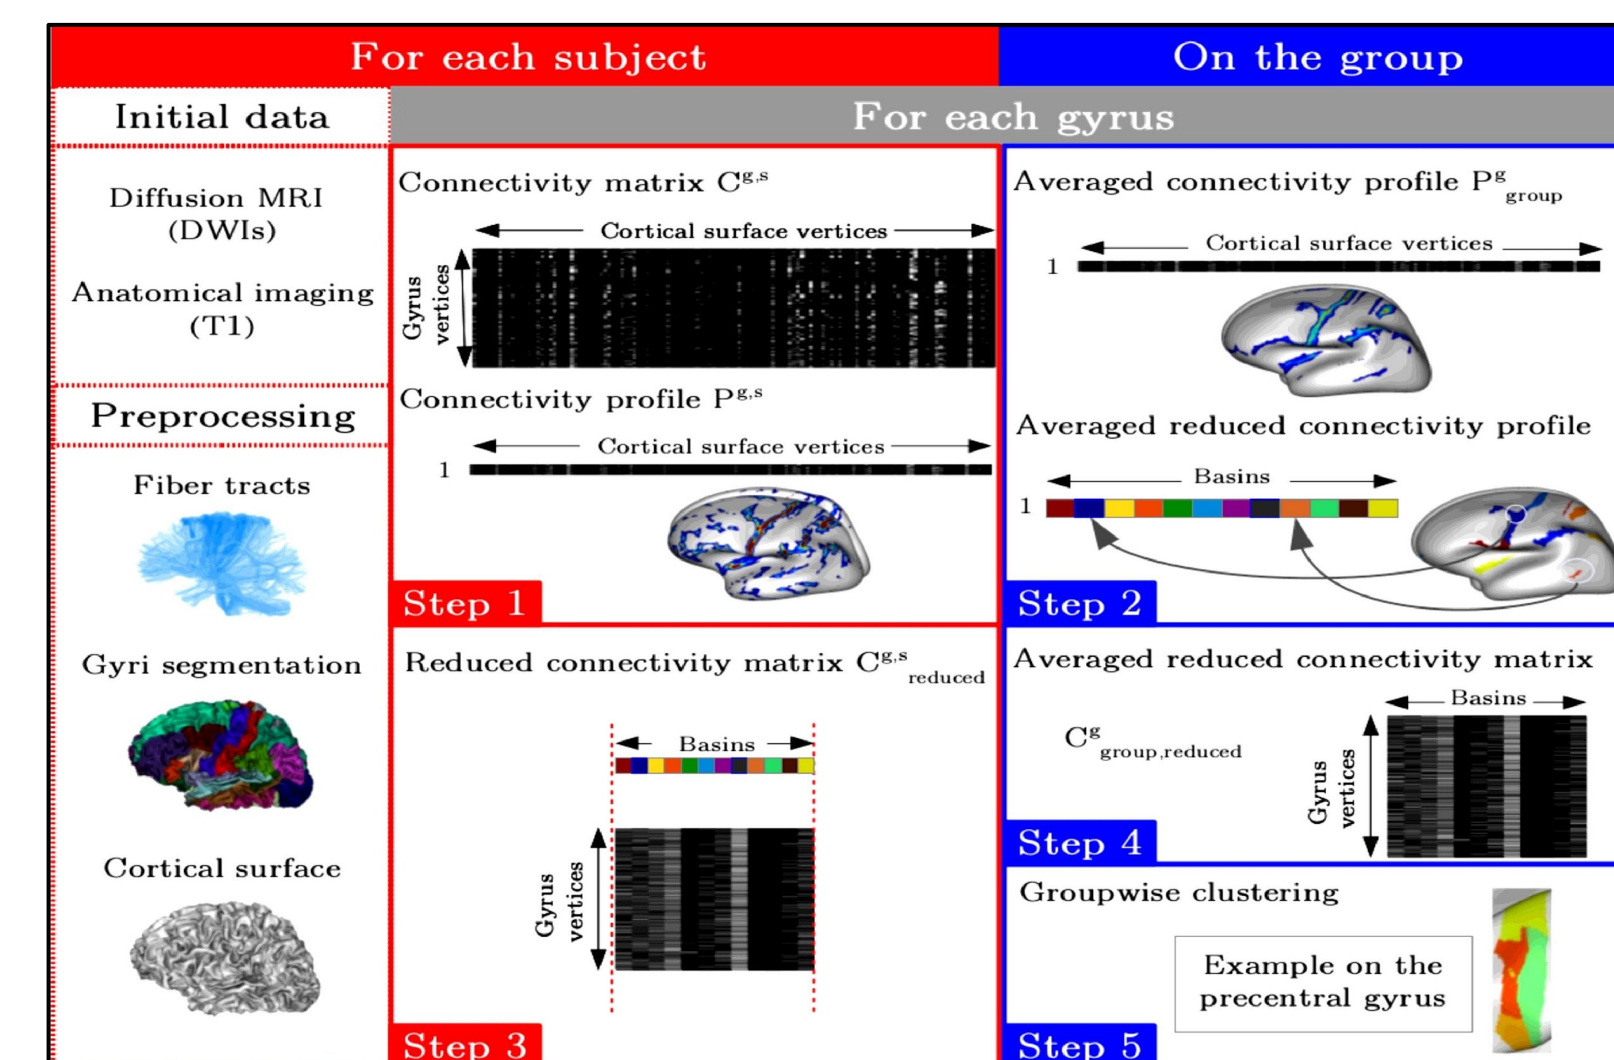 For each subject
On the group
Initial data
For each gyrus
Diffusion MRI
(DWIs)
Anatomical imaging
(T1)
Preprocessing
Fiber tracts
Gyri segmentation
Cortical surface
Connectivity matrix C^g,s
Cortical surface vertices
Gyrus
vertices
Connectivity profile P^g,s
Cortical surface vertices
1
Step 1
Averaged connectivity profile P^g_group
Cortical surface vertices
1
Averaged reduced connectivity profile
Basins
1
Step 2
Reduced connectivity matrix C^g,s_reduced
Basins
Gyrus
vertices
Step 3
Averaged reduced connectivity matrix
Basins
C^g_group,reduced
Gyrus
vertices
Step 4
Groupwise clustering
Example on the
precentral gyrus
Step 5